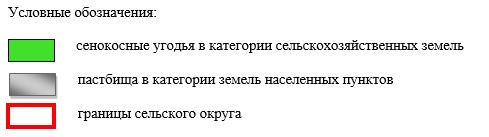 Условные обозначения:
сенокосные угодья в категории сельскохозяйственных земель
пастбища в категории земель населенных пунктов
границы сельского округа